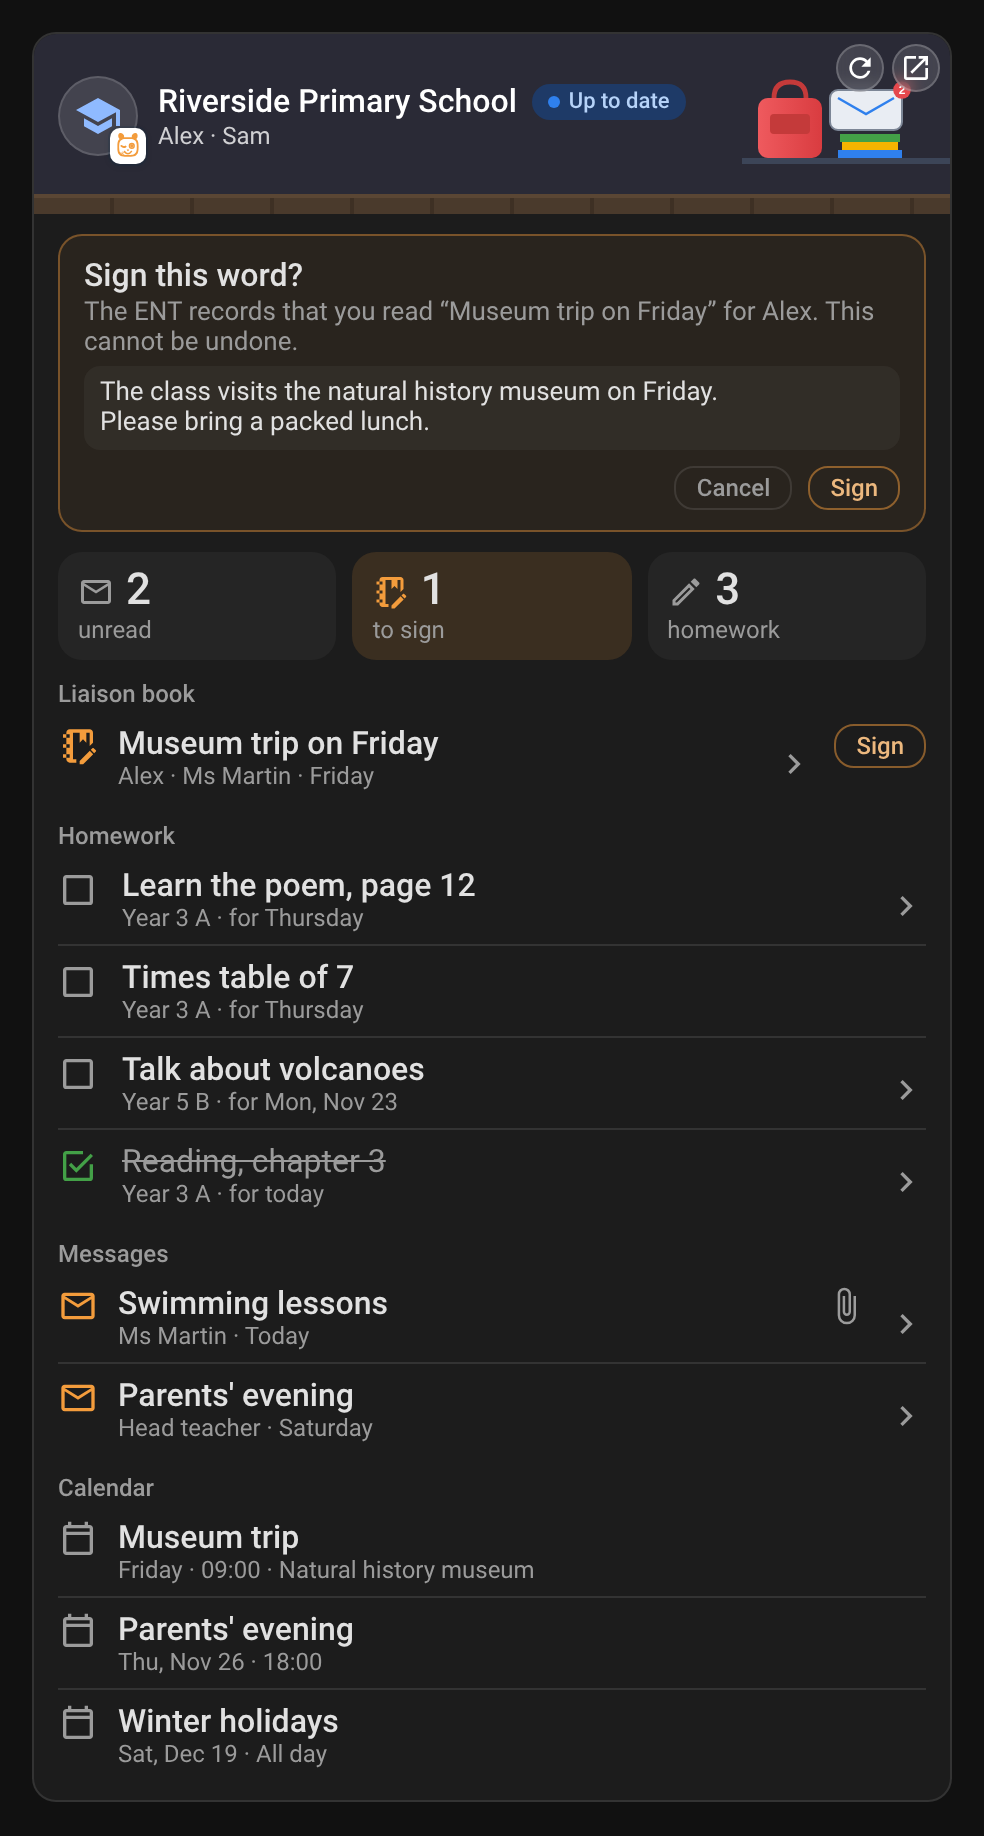 Riverside Primary School
Up to date
Alex · Sam
2
Sign this word?
The ENT records that you read “Museum trip on Friday” for Alex. This
cannot be undone.
The class visits the natural history museum on Friday.
Please bring a packed lunch.
Cancel
Sign
2
unread
1
to sign
3
homework
Liaison book
Museum trip on Friday
Alex · Ms Martin · Friday
Sign
Homework
Learn the poem, page 12
Year 3 A · for Thursday
Times table of 7
Year 3 A · for Thursday
Talk about volcanoes
Year 5 B · for Mon, Nov 23
Reading, chapter 3
Year 3 A · for today
Messages
Swimming lessons
Ms Martin · Today
Parents' evening
Head teacher · Saturday
Calendar
Museum trip
Friday · 09:00 · Natural history museum
Parents' evening
Thu, Nov 26 · 18:00
Winter holidays
Sat, Dec 19 · All day